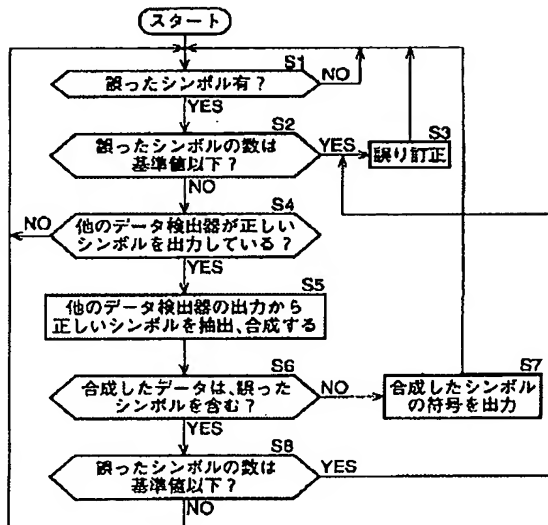 スタート
S1
誤ったシンボル有?
NO
YES
S2
誤ったシンボルの数は
基準値以下?
YES
S3
誤り訂正
NO
S4
NO
他のデータ検出器が正しい
シンボルを出力している?
YES
S5
他のデータ検出器の出力から
正しいシンボルを抽出、合成する
S6
合成したデータは、誤った
シンボルを含む?
NO
S7
合成したシンボル
の符号を出力
YES
S8
誤ったシンボルの数は
基準値以下?
YES
NO